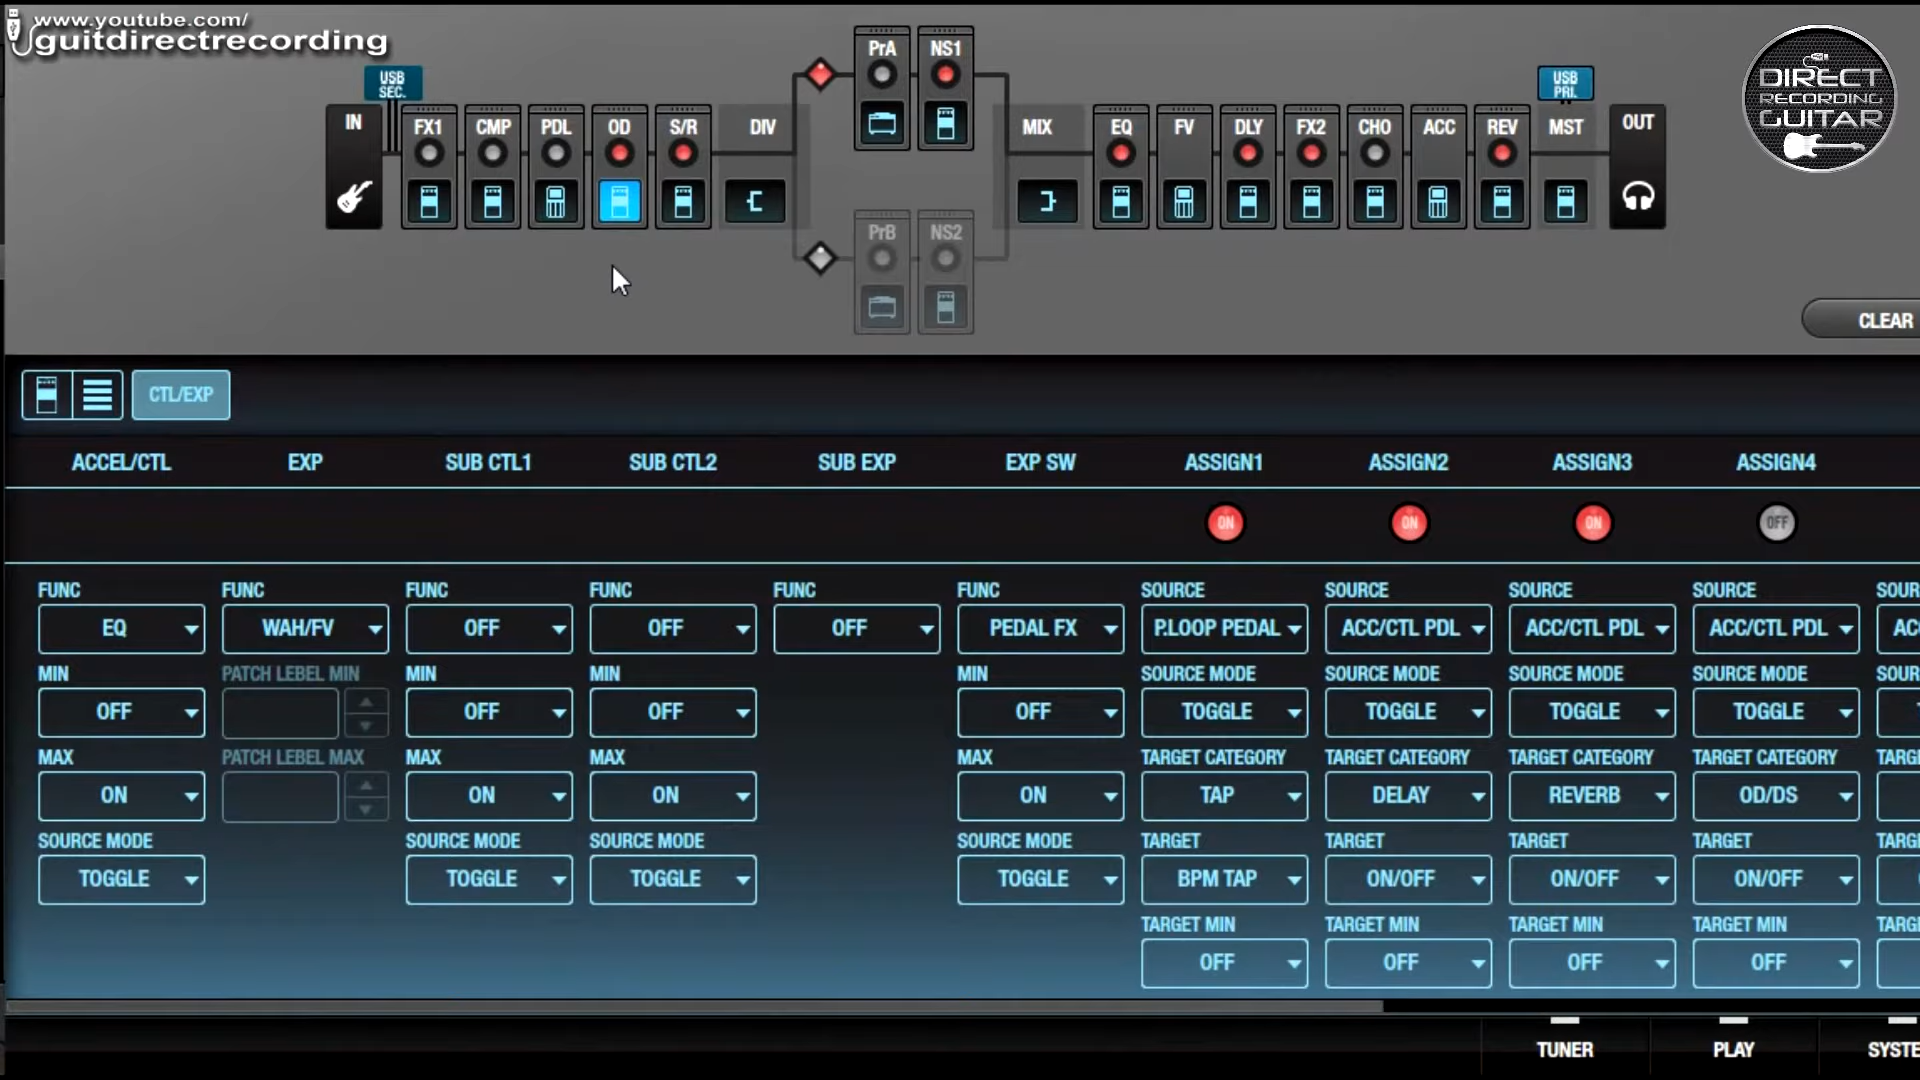 www.youtube.com/
guitdirectrecording
DIRECT
RECORDING
GUITAR
PrA NS1
USB
SEC.
USB
PRI.
IN FX1 CMP PDL OD S/R DIV MIX EQ FV DLY FX2 CHO ACC REV MST OUT
PrB NS2
CLEAR
CTL/EXP
ACCEL/CTL EXP SUB CTL1 SUB CTL2 SUB EXP EXP SW ASSIGN1 ASSIGN2 ASSIGN3 ASSIGN4
ON ON ON OFF
FUNC FUNC FUNC FUNC FUNC FUNC SOURCE SOURCE SOURCE SOURCE SOUR
EQ WAH/FV OFF OFF OFF PEDAL FX P.LOOP PEDAL ACC/CTL PDL ACC/CTL PDL ACC/CTL PDL AC
MIN PATCH LEBEL MIN MIN MIN MIN SOURCE MODE SOURCE MODE SOURCE MODE SOURCE MODE SOUR
OFF OFF OFF OFF TOGGLE TOGGLE TOGGLE TOGGLE
MAX PATCH LEBEL MAX MAX MAX MAX TARGET CATEGORY TARGET CATEGORY TARGET CATEGORY TARGET CATEGORY TARG
ON ON ON ON TAP DELAY REVERB OD/DS
SOURCE MODE SOURCE MODE SOURCE MODE SOURCE MODE TARGET TARGET TARGET TARGET TARG
TOGGLE TOGGLE TOGGLE TOGGLE BPM TAP ON/OFF ON/OFF ON/OFF
TARGET MIN TARGET MIN TARGET MIN TARGET MIN TARG
OFF OFF OFF OFF
TUNER PLAY SYSTE